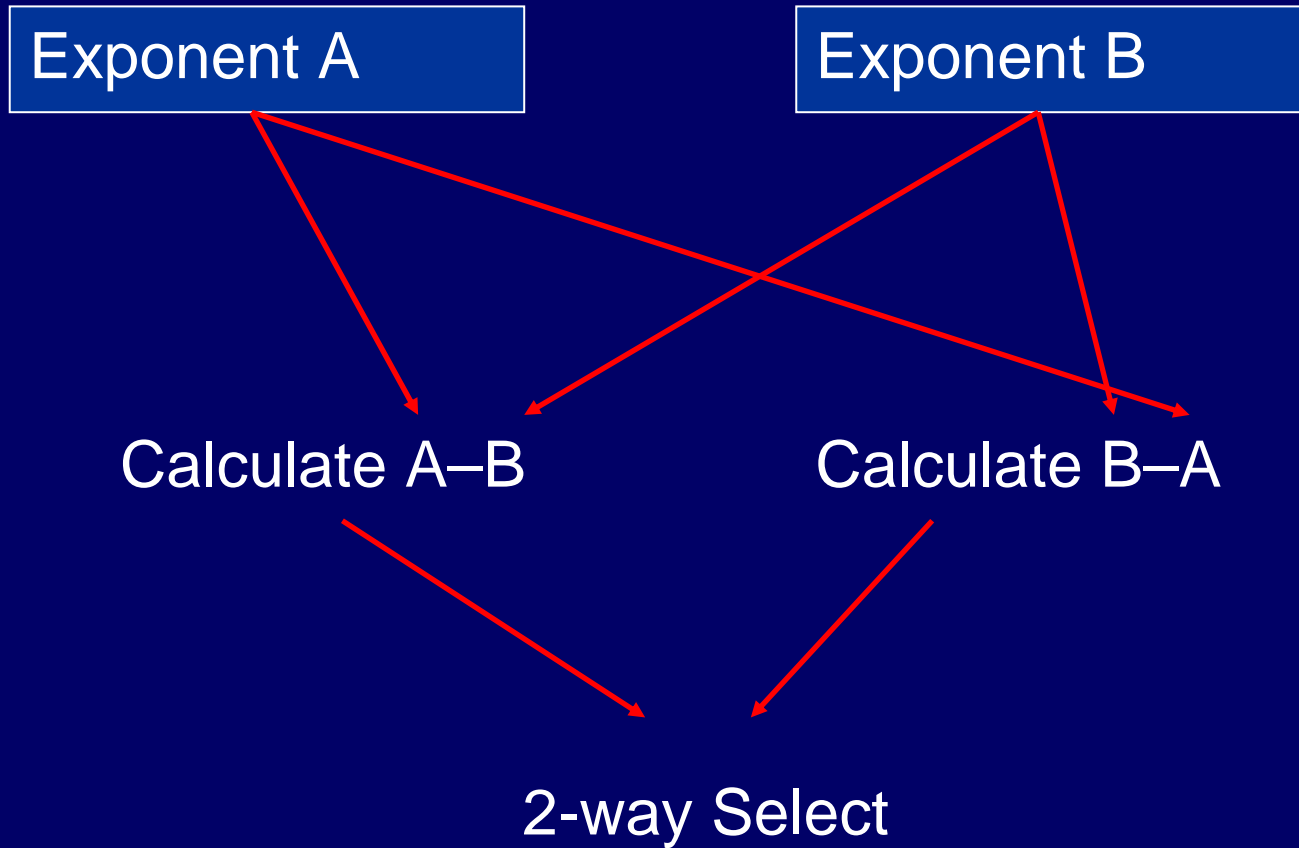 Exponent A
Exponent B
Calculate A–B
Calculate B–A
2-way Select